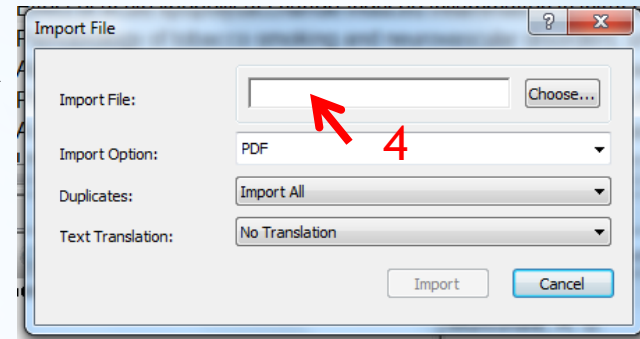 Import File
Import File:
Choose...
4
Import Option:
PDF
Duplicates:
Import All
Text Translation:
No Translation
Import
Cancel